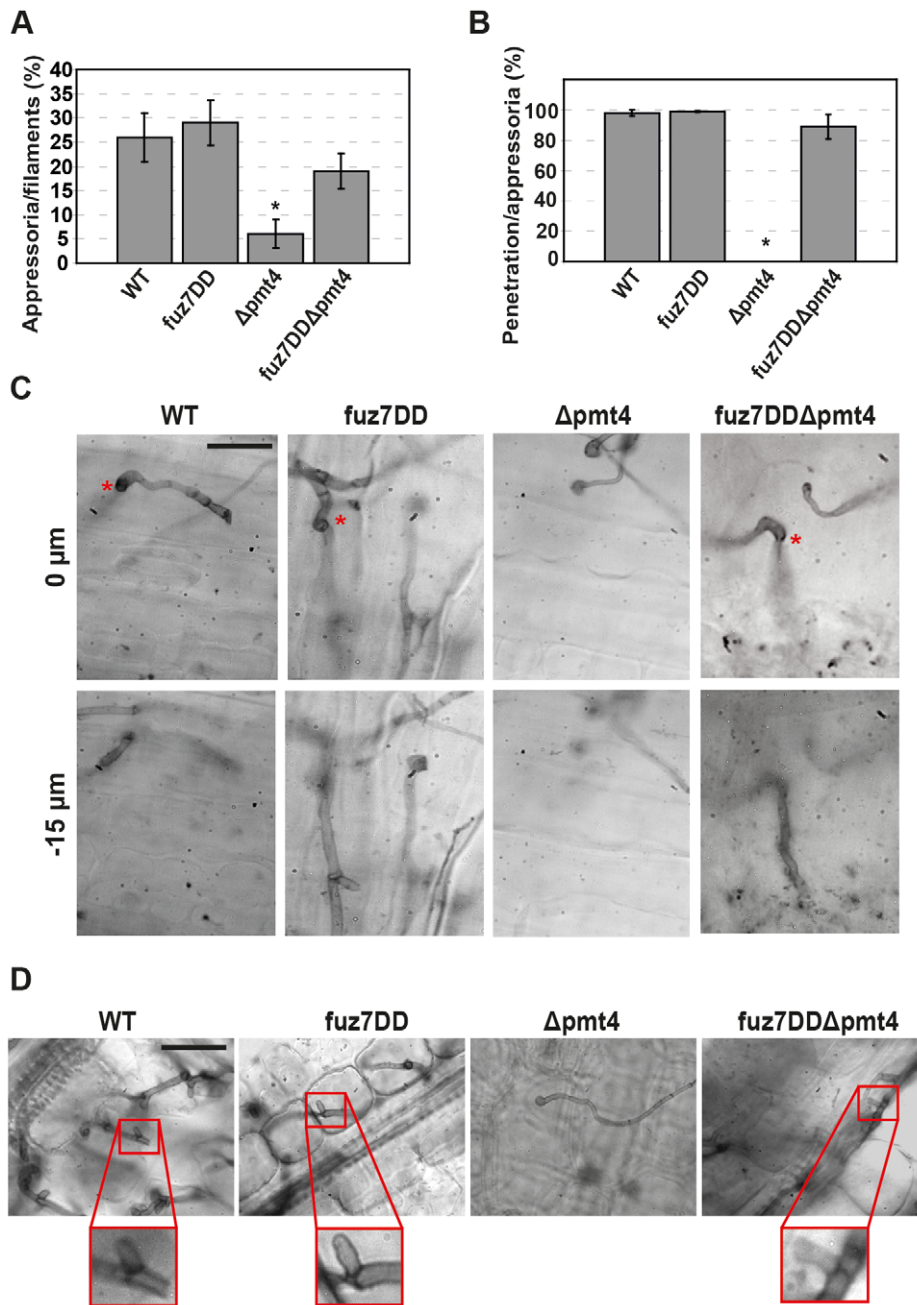 A
Appressoria/filaments (%)
40
35
30
25
20
15
10
5
0
*
WT
fuz7DD
Δpmt4
fuz7DDΔpmt4
B
Penetration/appressoria (%)
100
80
60
40
20
0
*
WT
fuz7DD
Δpmt4
fuz7DDΔpmt4
C
WT
fuz7DD
Δpmt4
fuz7DDΔpmt4
0 µm
*
*
*
-15 µm
D
WT
fuz7DD
Δpmt4
fuz7DDΔpmt4